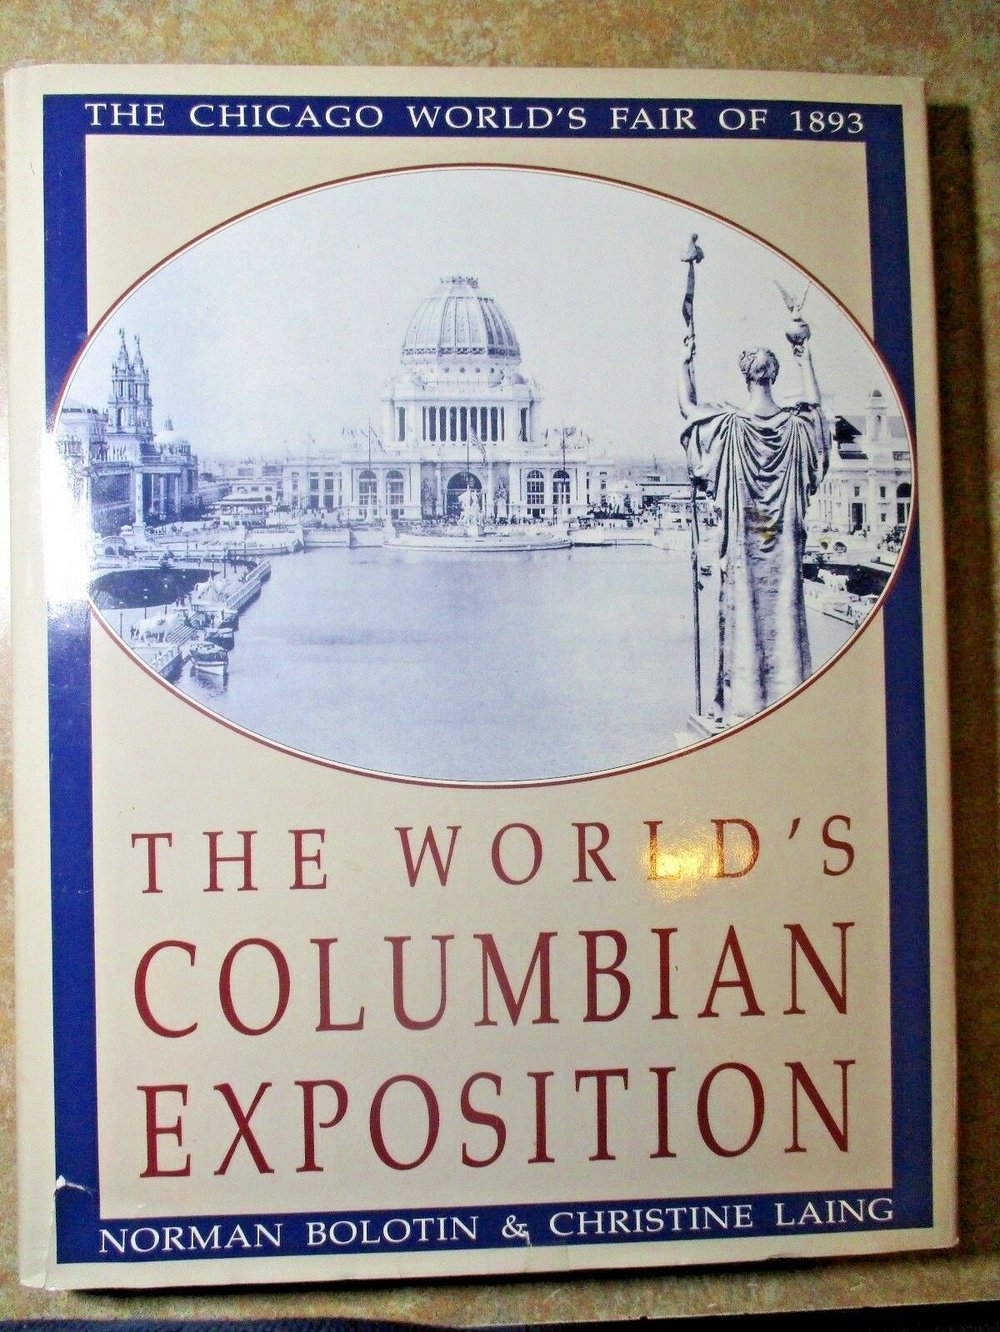 THE CHICAGO WORLD'S FAIR OF 1893
THE WORLD'S
COLUMBIAN
EXPOSITION
NORMAN BOLOTIN & CHRISTINE LAING